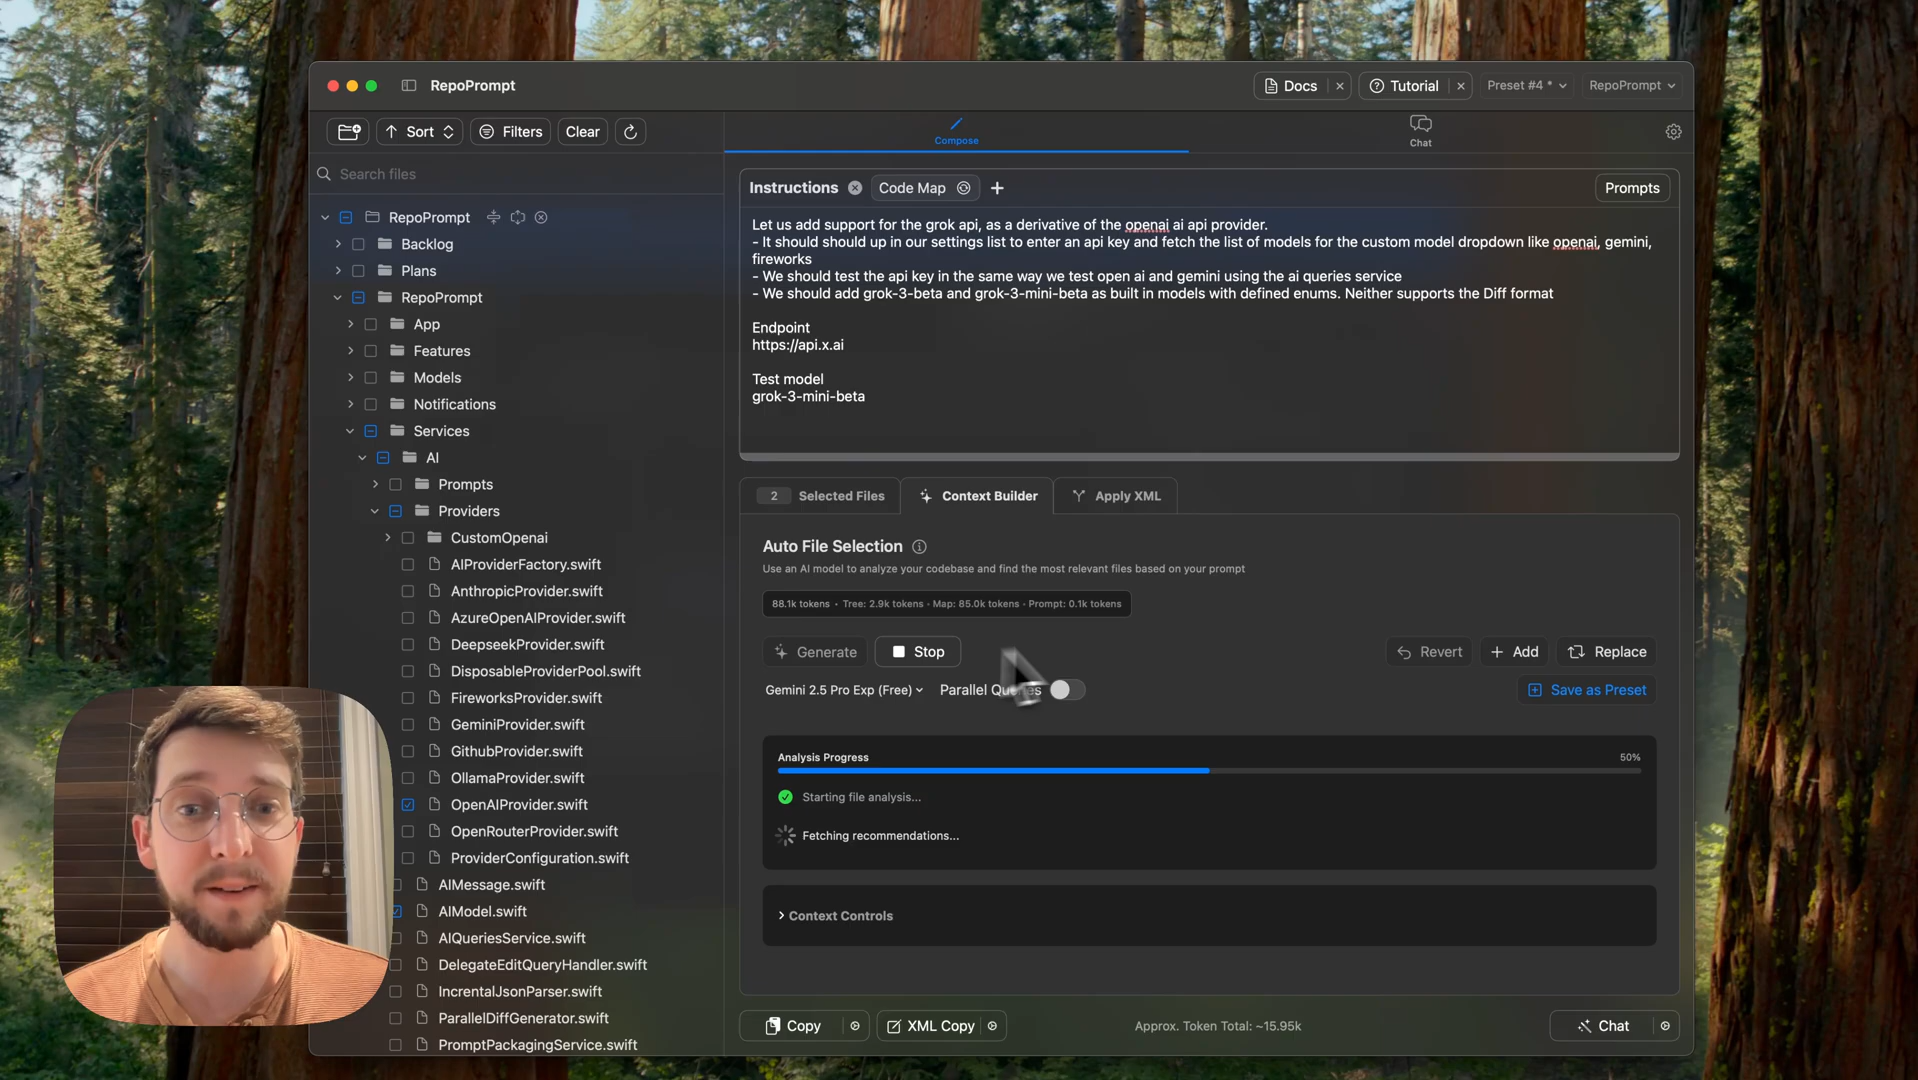 RepoPrompt
Docs
Tutorial
Preset #4 *
RepoPrompt
Sort
Filters
Clear
Compose
Chat
Search files
RepoPrompt
Backlog
Plans
RepoPrompt
App
Features
Models
Notifications
Services
AI
Prompts
Providers
CustomOpenai
AIProviderFactory.swift
AnthropicProvider.swift
AzureOpenAIProvider.swift
DeepseekProvider.swift
DisposableProviderPool.swift
FireworksProvider.swift
GeminiProvider.swift
GithubProvider.swift
OllamaProvider.swift
OpenAIProvider.swift
OpenRouterProvider.swift
ProviderConfiguration.swift
AIMessage.swift
AIModel.swift
AIQueriesService.swift
DelegateEditQueryHandler.swift
IncrentalJsonParser.swift
ParallelDiffGenerator.swift
PromptPackagingService.swift
Instructions
Code Map
Prompts
Let us add support for the grok api, as a derivative of the openai ai api provider.
- It should should up in our settings list to enter an api key and fetch the list of models for the custom model dropdown like openai, gemini,
fireworks
- We should test the api key in the same way we test open ai and gemini using the ai queries service
- We should add grok-3-beta and grok-3-mini-beta as built in models with defined enums. Neither supports the Diff format
Endpoint
https://api.x.ai
Test model
grok-3-mini-beta
2 Selected Files
Context Builder
Apply XML
Auto File Selection
Use an AI model to analyze your codebase and find the most relevant files based on your prompt
88.1k tokens · Tree: 2.9k tokens · Map: 85.0k tokens · Prompt: 0.1k tokens
Generate
Stop
Revert
Add
Replace
Gemini 2.5 Pro Exp (Free)
Parallel Queries
Save as Preset
Analysis Progress
50%
Starting file analysis...
Fetching recommendations...
Context Controls
Copy
XML Copy
Approx. Token Total: ~15.95k
Chat